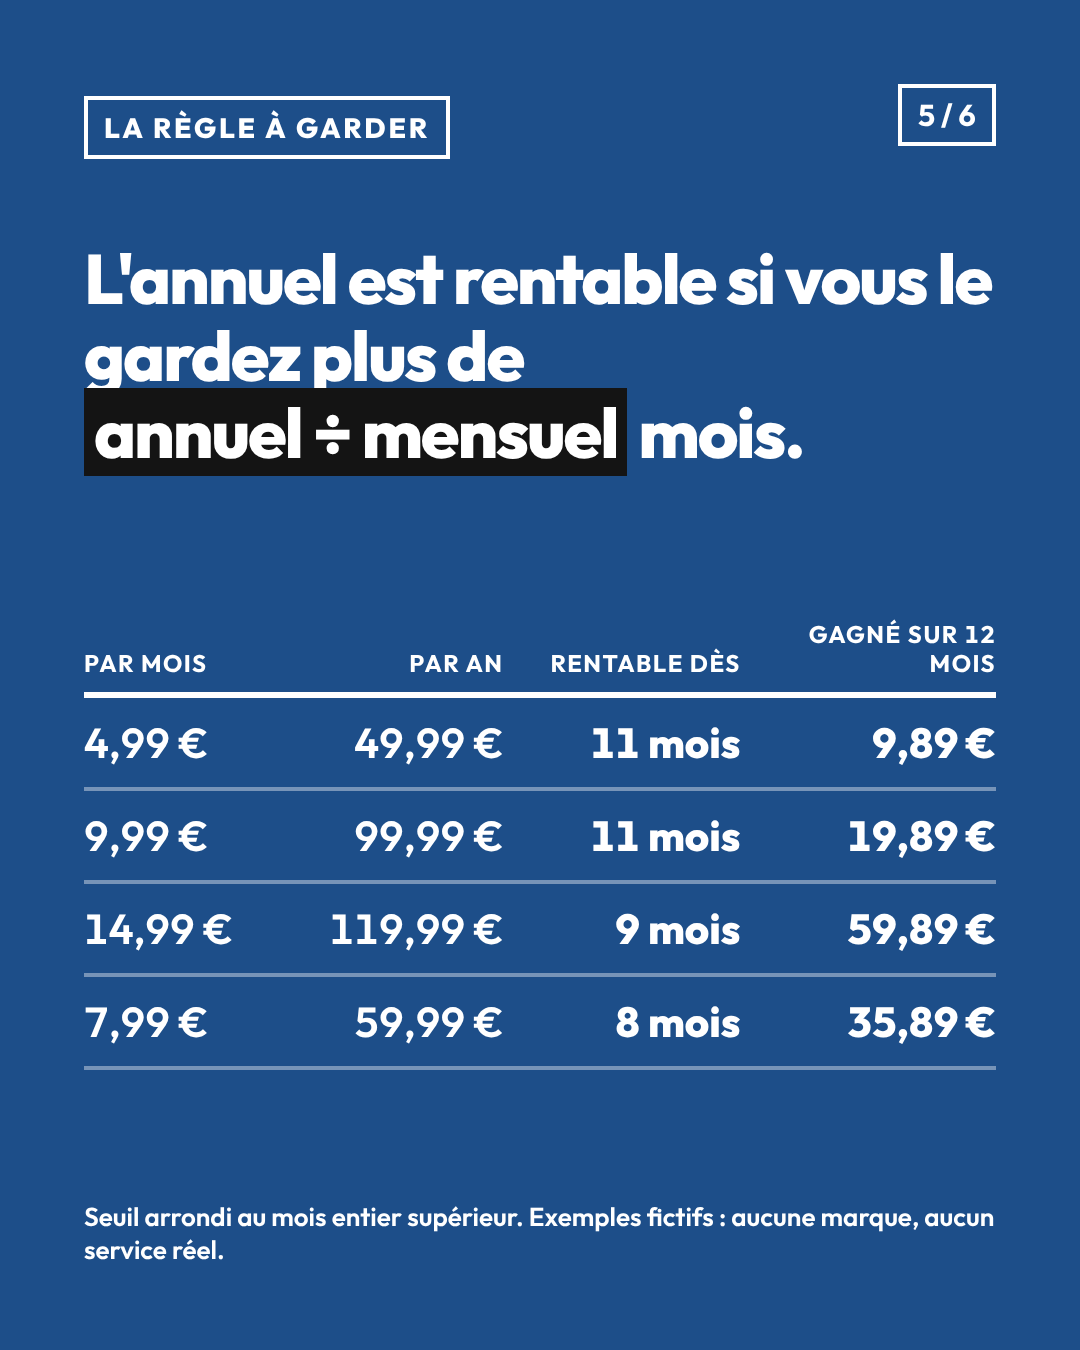 LA RÈGLE À GARDER
5/6
L'annuel est rentable si vous le
gardez plus de
annuel ÷ mensuel mois.
PAR MOIS PAR AN RENTABLE DÈS GAGNÉ SUR 12 MOIS
4,99 € 49,99 € 11 mois 9,89 €
9,99 € 99,99 € 11 mois 19,89 €
14,99 € 119,99 € 9 mois 59,89 €
7,99 € 59,99 € 8 mois 35,89 €
Seuil arrondi au mois entier supérieur. Exemples fictifs : aucune marque, aucun
service réel.